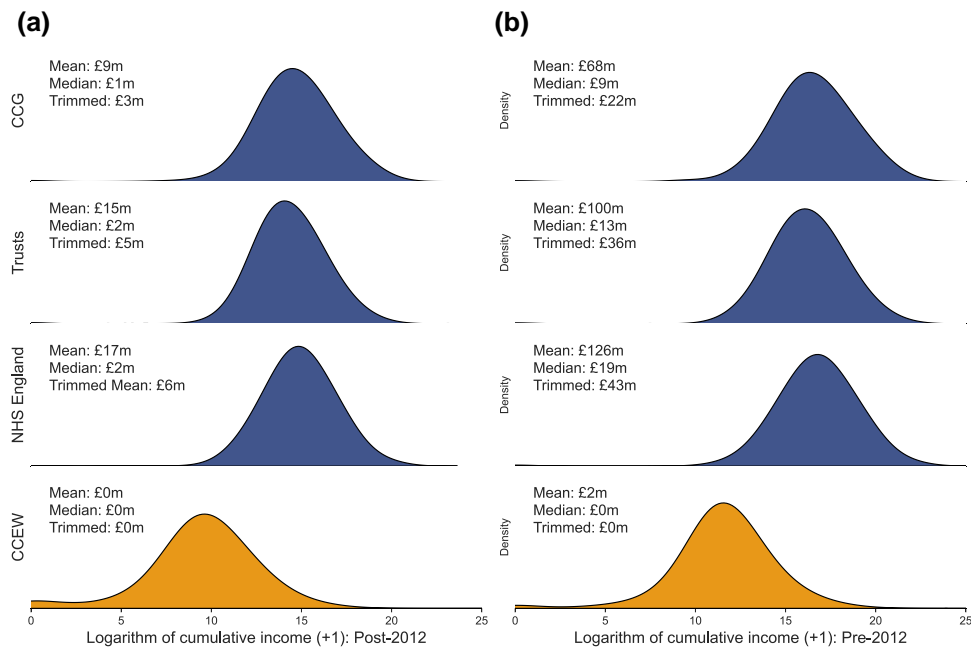 (a)
CCG
Mean: £9m
Median: £1m
Trimmed: £3m
Trusts
Mean: £15m
Median: £2m
Trimmed: £5m
NHS England
Mean: £17m
Median: £2m
Trimmed Mean: £6m
CCEW
Mean: £0m
Median: £0m
Trimmed: £0m
0 5 10 15 20 25
Logarithm of cumulative income (+1): Post-2012
(b)
Density
Mean: £68m
Median: £9m
Trimmed: £22m
Density
Mean: £100m
Median: £13m
Trimmed: £36m
Density
Mean: £126m
Median: £19m
Trimmed: £43m
Density
Mean: £2m
Median: £0m
Trimmed: £0m
0 5 10 15 20 25
Logarithm of cumulative income (+1): Pre-2012